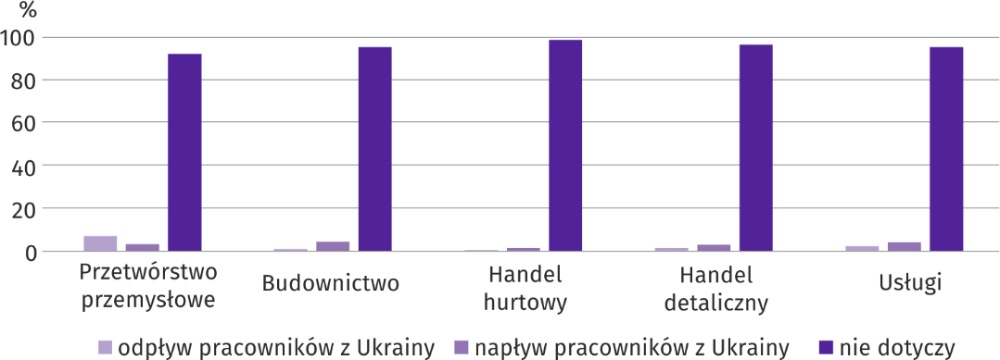 %
100
80
60
40
20
0
Przetwórstwo
przemysłowe
Budownictwo
Handel
hurtowy
Handel
detaliczny
Usługi
odpływ pracowników z Ukrainy napływ pracowników z Ukrainy nie dotyczy